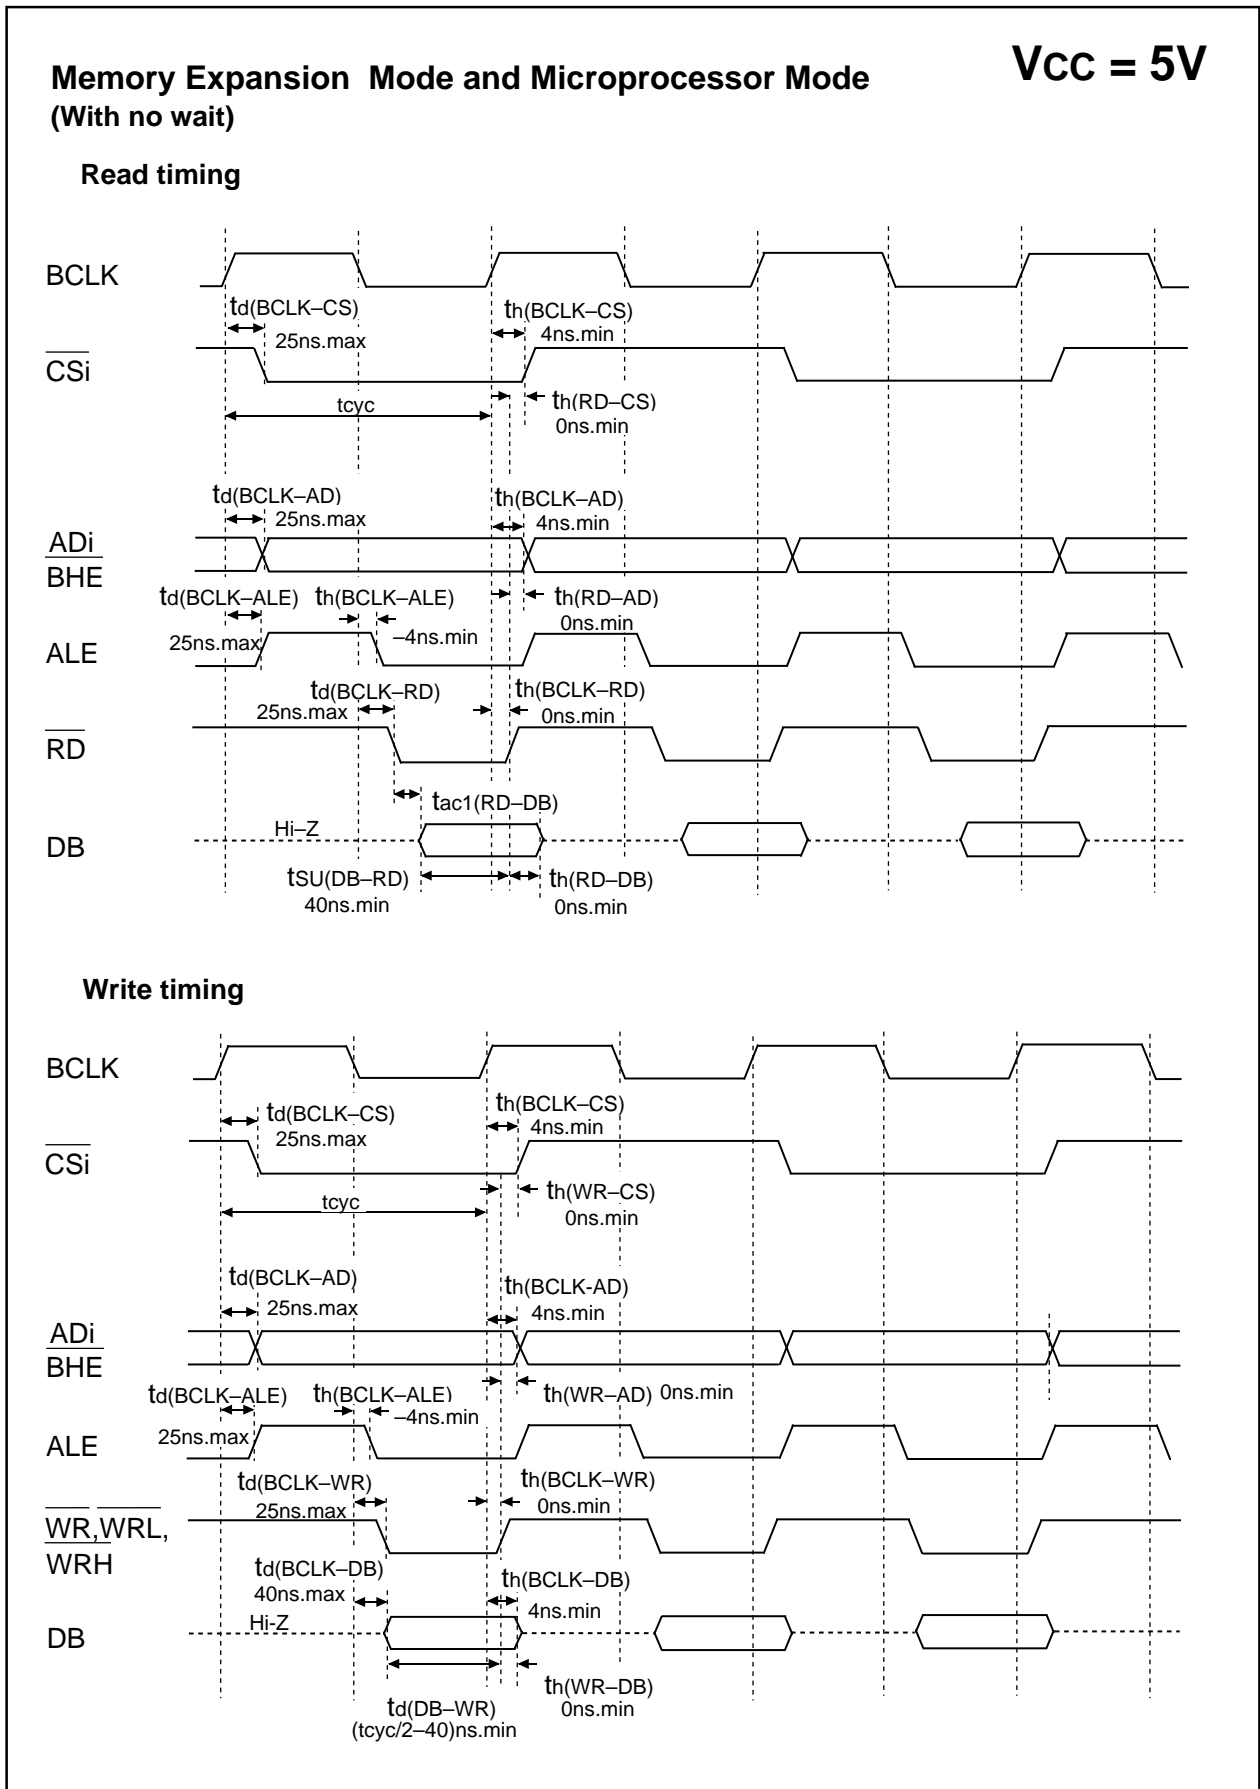 Memory Expansion  Mode and Microprocessor Mode
VCC = 5V
(With no wait)
Read timing
BCLK
td(BCLK–CS)
25ns.max
th(BCLK–CS)
4ns.min
CSi
tcyc
th(RD–CS)
0ns.min
td(BCLK–AD)
25ns.max
th(BCLK–AD)
4ns.min
ADi
BHE
td(BCLK–ALE)
25ns.max
th(BCLK–ALE)
–4ns.min
th(RD–AD)
0ns.min
ALE
td(BCLK–RD)
25ns.max
th(BCLK–RD)
0ns.min
RD
tac1(RD–DB)
Hi–Z
DB
tSU(DB–RD)
40ns.min
th(RD–DB)
0ns.min
Write timing
BCLK
td(BCLK–CS)
25ns.max
th(BCLK–CS)
4ns.min
CSi
tcyc
th(WR–CS)
0ns.min
td(BCLK–AD)
25ns.max
th(BCLK-AD)
4ns.min
ADi
BHE
td(BCLK–ALE)
25ns.max
th(BCLK–ALE)
–4ns.min
th(WR–AD) 0ns.min
ALE
td(BCLK–WR)
25ns.max
th(BCLK–WR)
0ns.min
WR,WRL,
WRH
td(BCLK–DB)
40ns.max
th(BCLK–DB)
4ns.min
Hi-Z
DB
td(DB–WR)
(tcyc/2–40)ns.min
th(WR–DB)
0ns.min